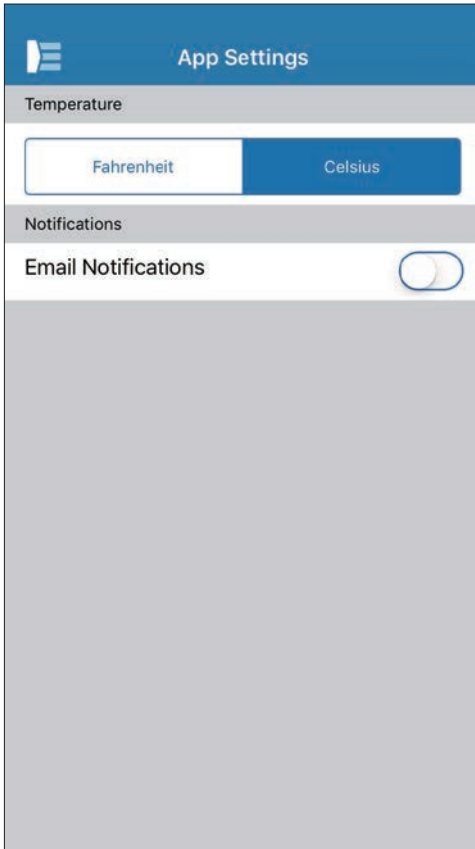 App Settings
Temperature
Fahrenheit Celsius
Notifications
Email Notifications